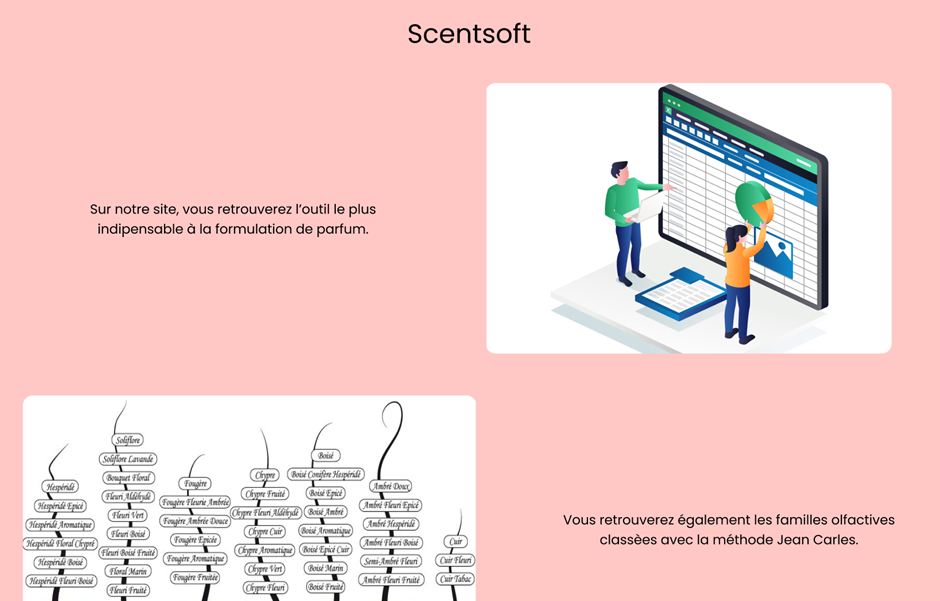 Scentsoft
Sur notre site, vous retrouverez l’outil le plus
indipensable à la formulation de parfum.
Soliflore
Soliflore Lavande
Bouquet Floral
Fleuri Aldéhydé
Fleuri Vert
Fleuri Boisé
Fleuri Boisé Fruité
Floral Marin
Fleuri Fruité
Hespéridé
Hespéridé Epicé
Hespéridé Aromatique
Hespéridé Floral Chypré
Hespéridé Boisé
Hespéridé Fleuri Boisé
Fougère
Fougère Fleurie Ambrée
Fougère Ambrée Douce
Fougère Epicée
Fougère Aromatique
Fougère Fruitée
Chypre
Chypre Fruité
Chypre Fleuri Aldéhydé
Chypre Cuir
Chypre Aromatique
Chypre Vert
Chypre Fleuri
Boisé
Boisé Conifère Hespéridé
Boisé Epicé
Boisé Ambré
Boisé Aromatique
Boisé Epicé Cuir
Boisé Marin
Boisé Fruité
Ambré Doux
Ambré Fleuri Epicé
Ambré Hespéridé
Ambré Fleuri Boisé
Semi-Ambré Fleuri
Ambré Fleuri Fruité
Cuir
Cuir Fleuri
Cuir Tabac
Vous retrouverez également les familles olfactives
classèes avec la méthode Jean Carles.